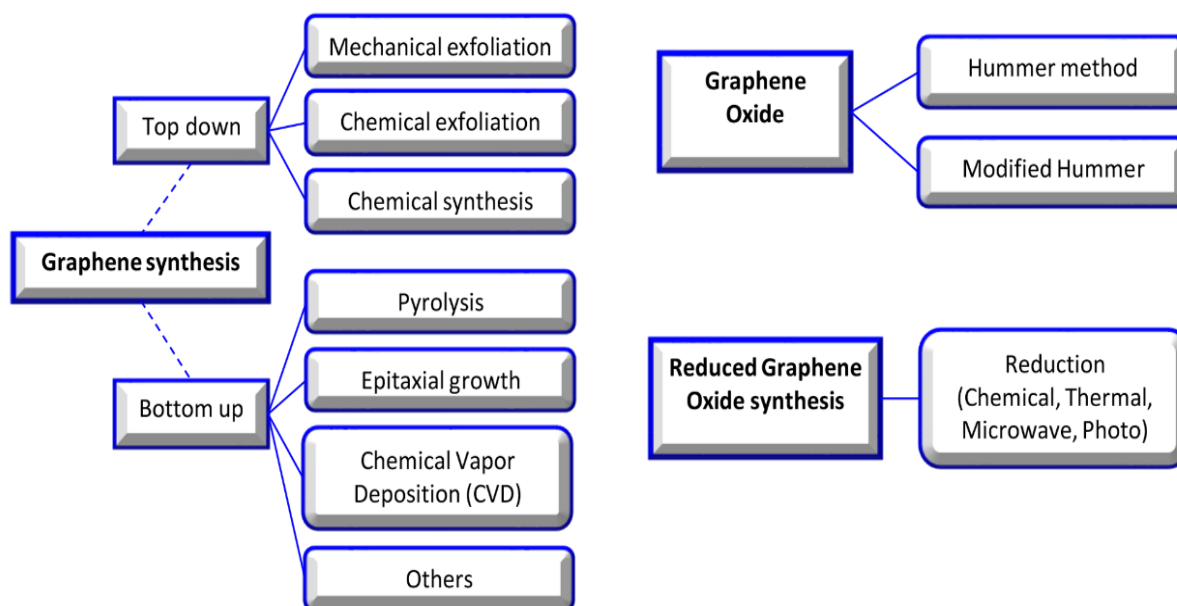 Mechanical exfoliation
Top down
Chemical exfoliation
Chemical synthesis
Graphene synthesis
Pyrolysis
Epitaxial growth
Bottom up
Chemical Vapor
Deposition (CVD)
Others
Graphene
Oxide
Hummer method
Modified Hummer
Reduced Graphene
Oxide synthesis
Reduction
(Chemical, Thermal,
Microwave, Photo)